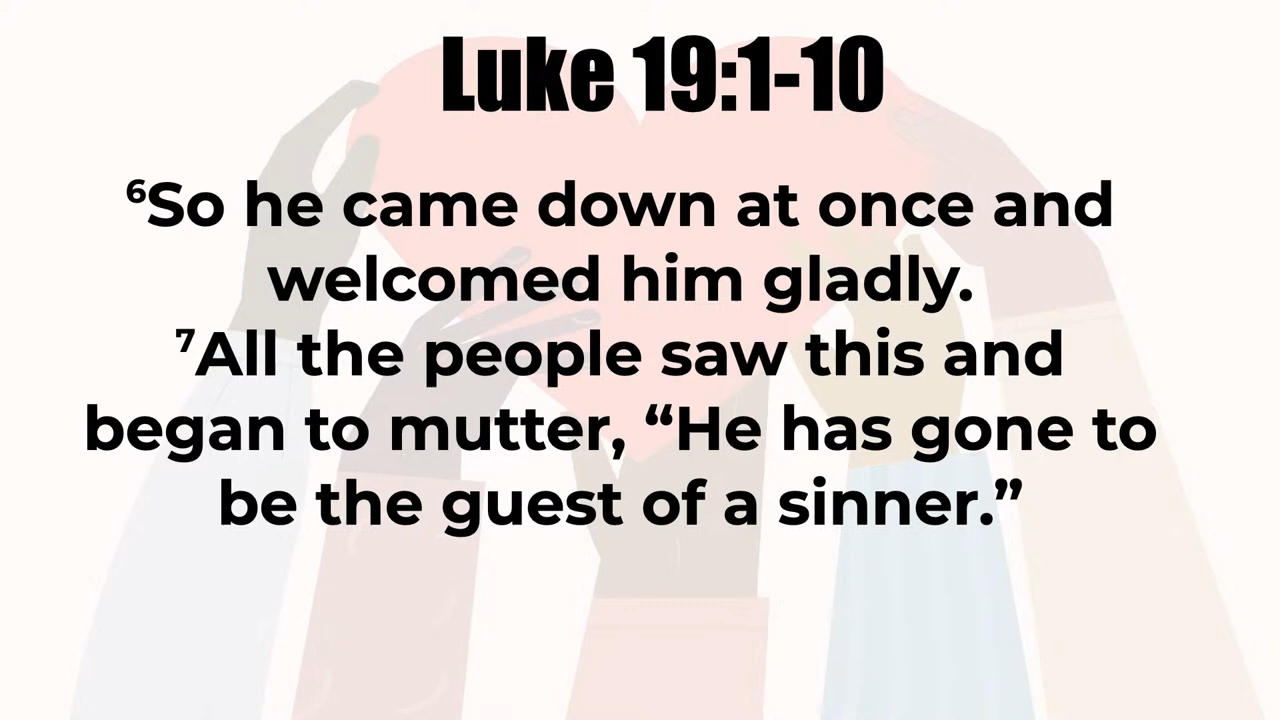 Luke 19:1-10
⁶So he came down at once and
welcomed him gladly.
⁷All the people saw this and
began to mutter, “He has gone to
be the guest of a sinner.”